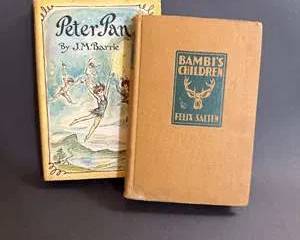 Peter Pan
By J.M. Barrie
BAMBI'S
CHILDREN
FELIX SALTEN